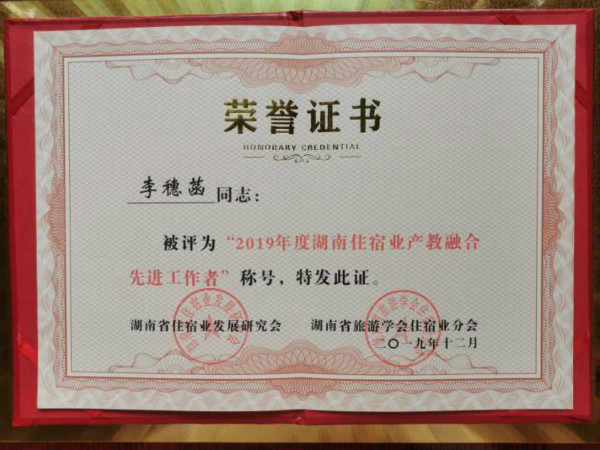 荣誉证书
HONORARY CREDENTIAL
李穗菡同志：
被评为“2019年度湖南住宿业产教融合
先进工作者”称号，特发此证。
湖南省住宿业发展研究会 湖南省旅游学会住宿业分会
二〇一九年十二月